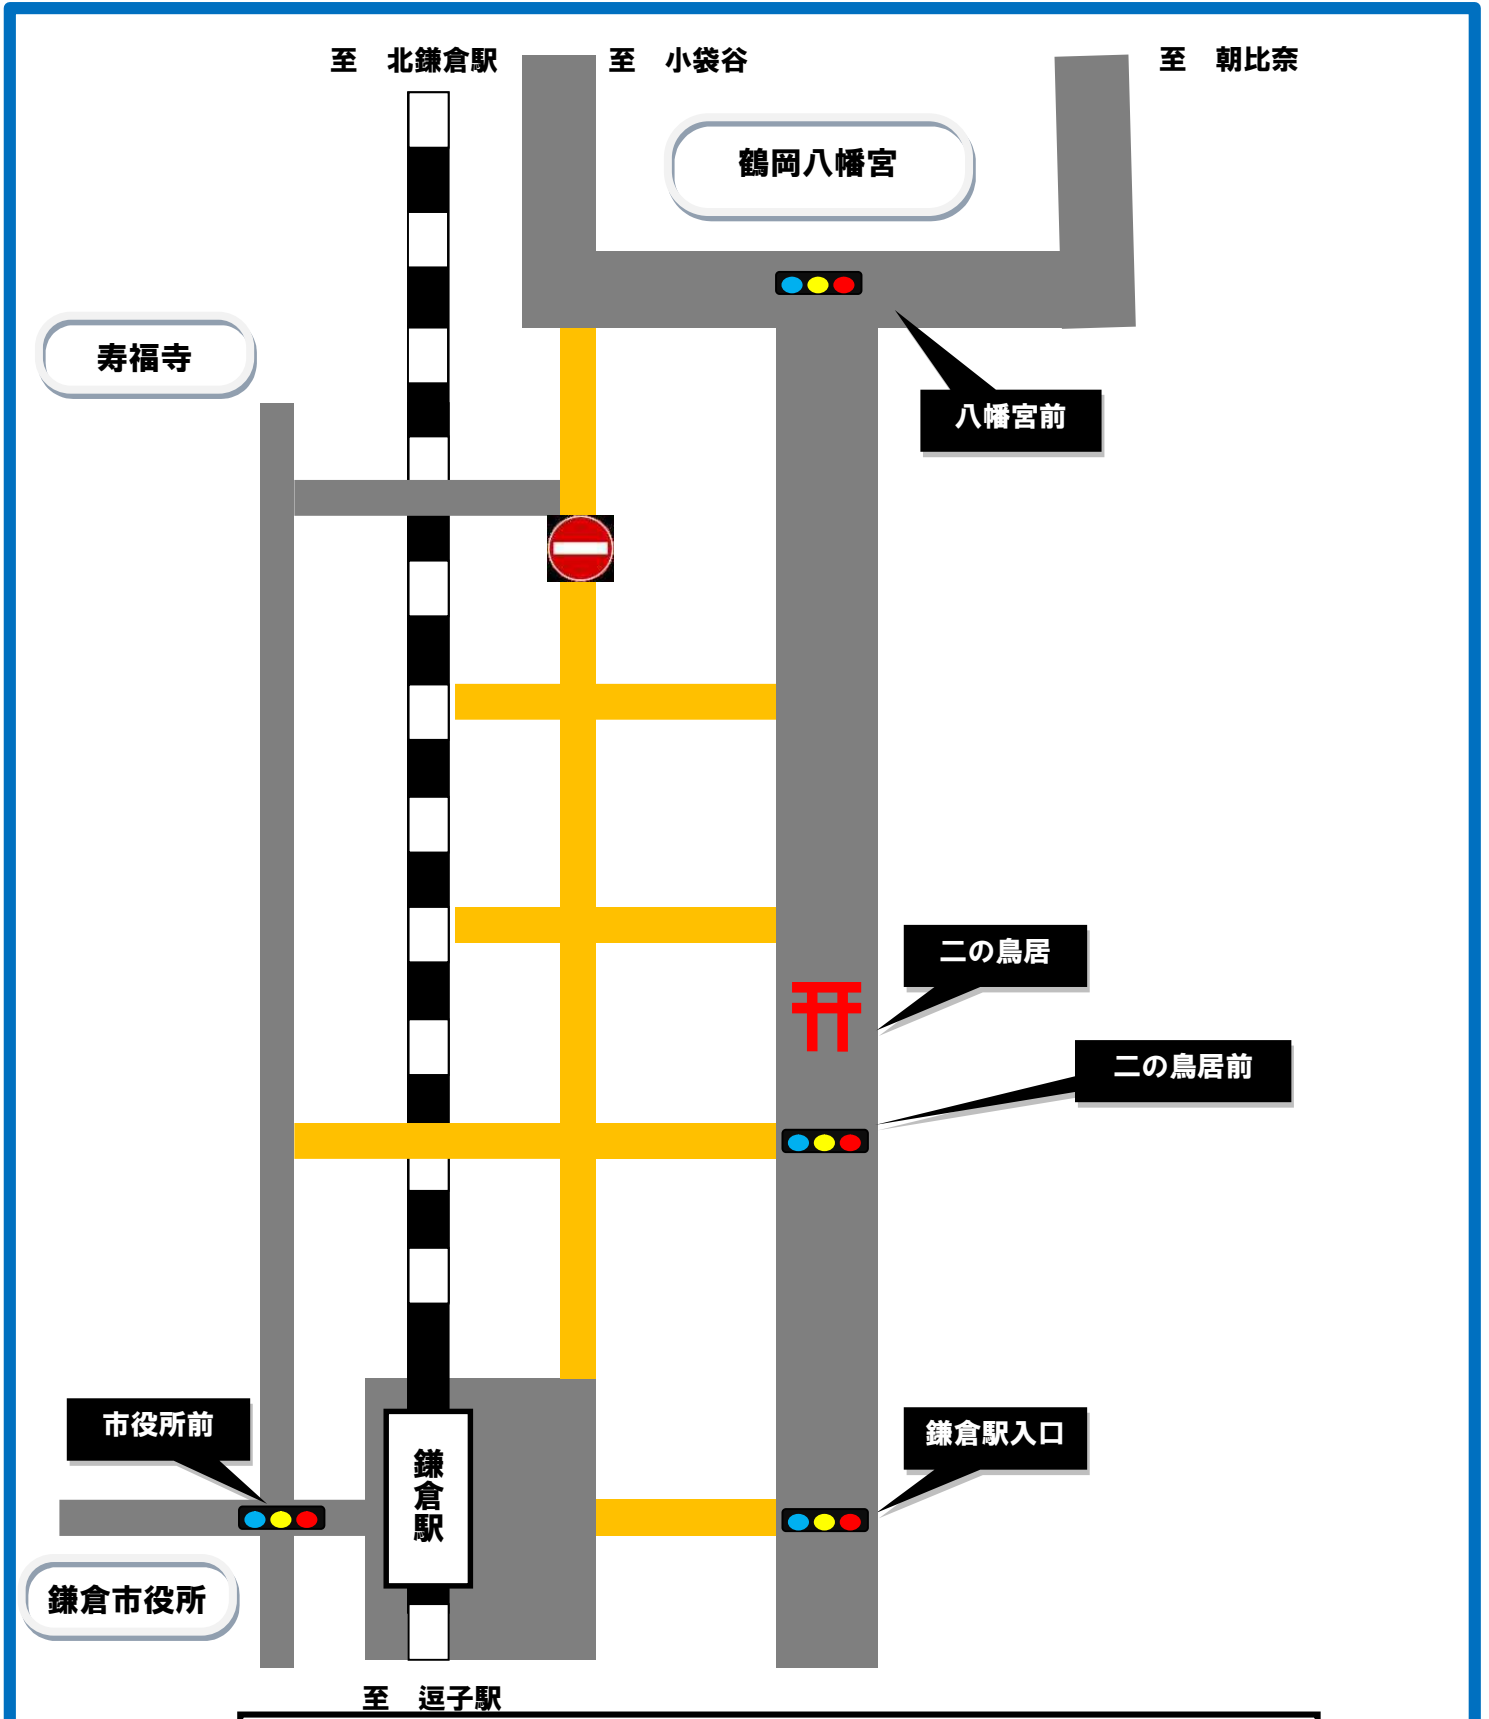 至　北鎌倉駅
至　小袋谷
至　朝比奈
鶴岡八幡宮
寿福寺
八幡宮前
二の鳥居
二の鳥居前
市役所前
鎌倉駅入口
鎌倉駅
鎌倉市役所
至　逗子駅